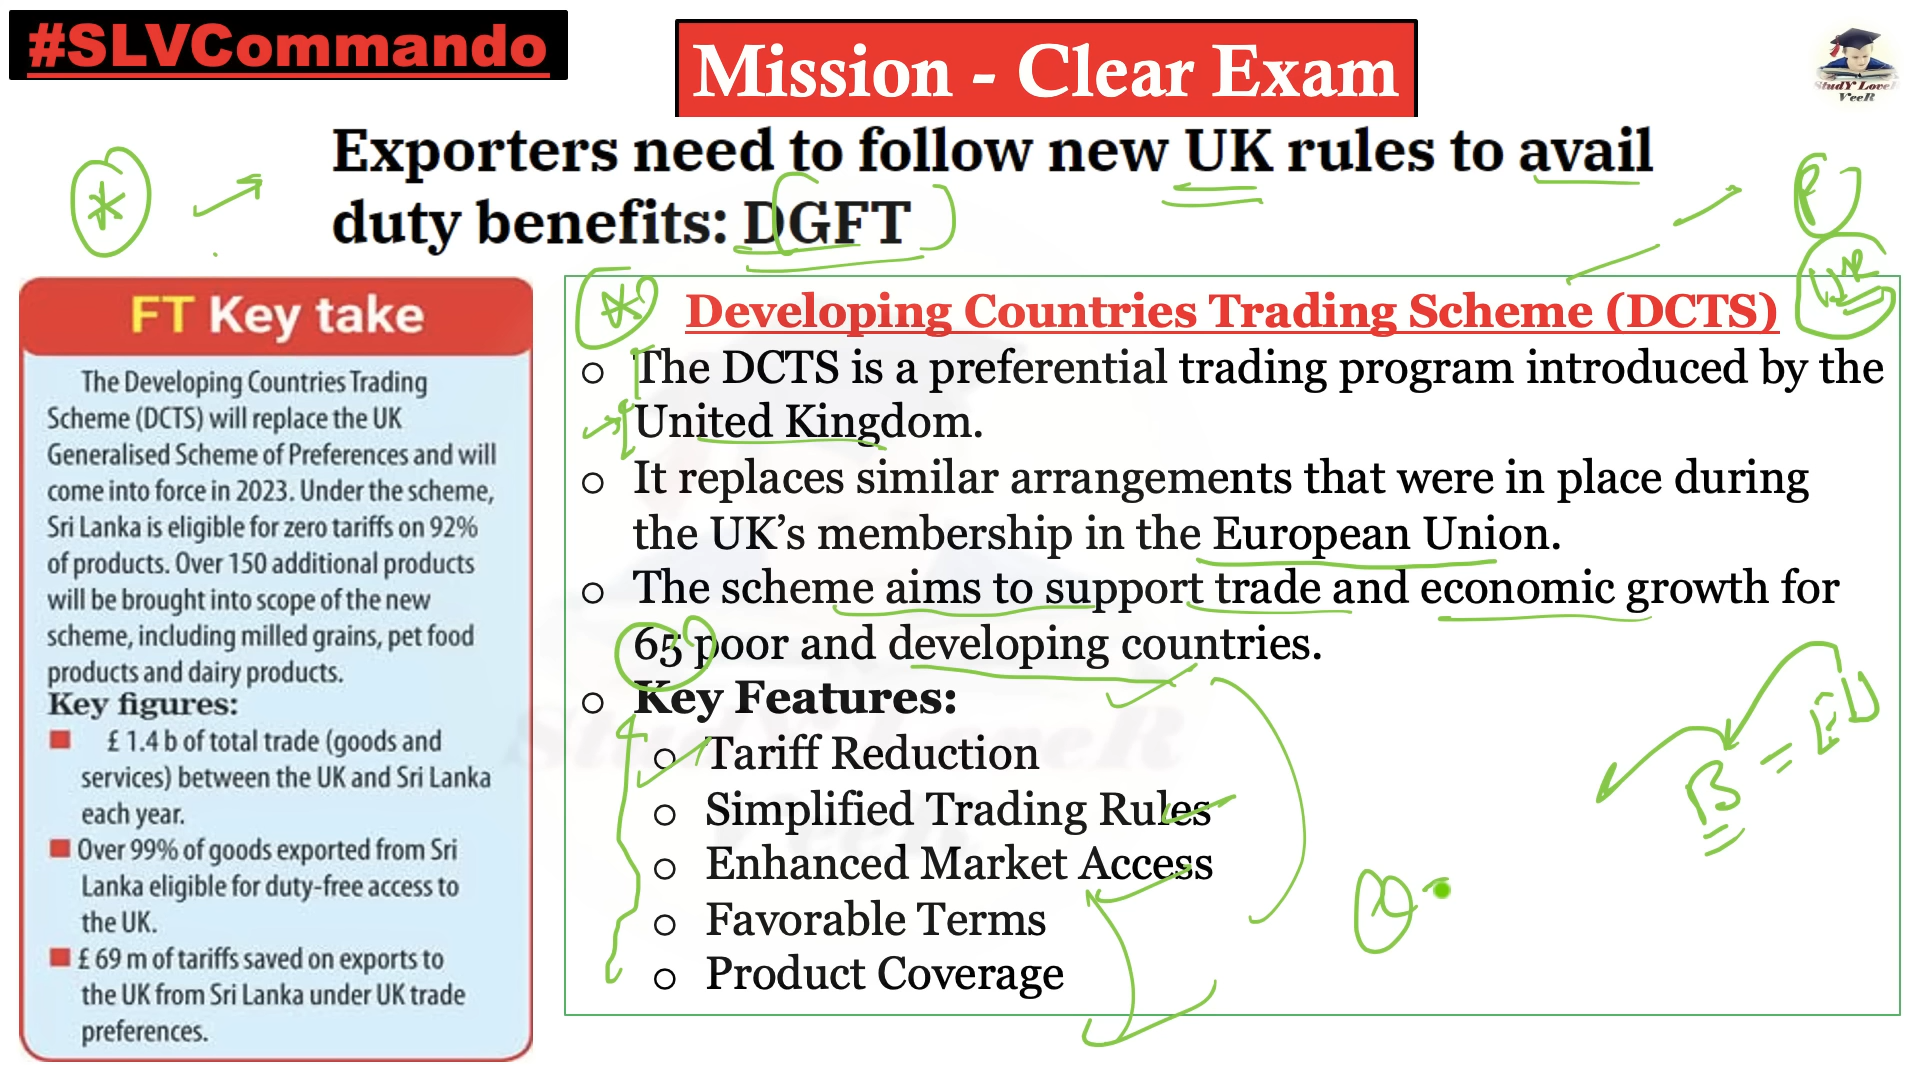 #SLVCommando
Mission - Clear Exam
StudY LoveR
VeeR
Exporters need to follow new UK rules to avail
duty benefits: DGFT
FT Key take
The Developing Countries Trading
Scheme (DCTS) will replace the UK
Generalised Scheme of Preferences and will
come into force in 2023. Under the scheme,
Sri Lanka is eligible for zero tariffs on 92%
of products. Over 150 additional products
will be brought into scope of the new
scheme, including milled grains, pet food
products and dairy products.
Key figures:
£ 1.4 b of total trade (goods and
services) between the UK and Sri Lanka
each year.
Over 99% of goods exported from Sri
Lanka eligible for duty-free access to
the UK.
£ 69 m of tariffs saved on exports to
the UK from Sri Lanka under UK trade
preferences.
Developing Countries Trading Scheme (DCTS)
The DCTS is a preferential trading program introduced by the
United Kingdom.
It replaces similar arrangements that were in place during
the UK's membership in the European Union.
The scheme aims to support trade and economic growth for
65 poor and developing countries.
Key Features:
Tariff Reduction
Simplified Trading Rules
Enhanced Market Access
Favorable Terms
Product Coverage
StudY LoveR
VeeR